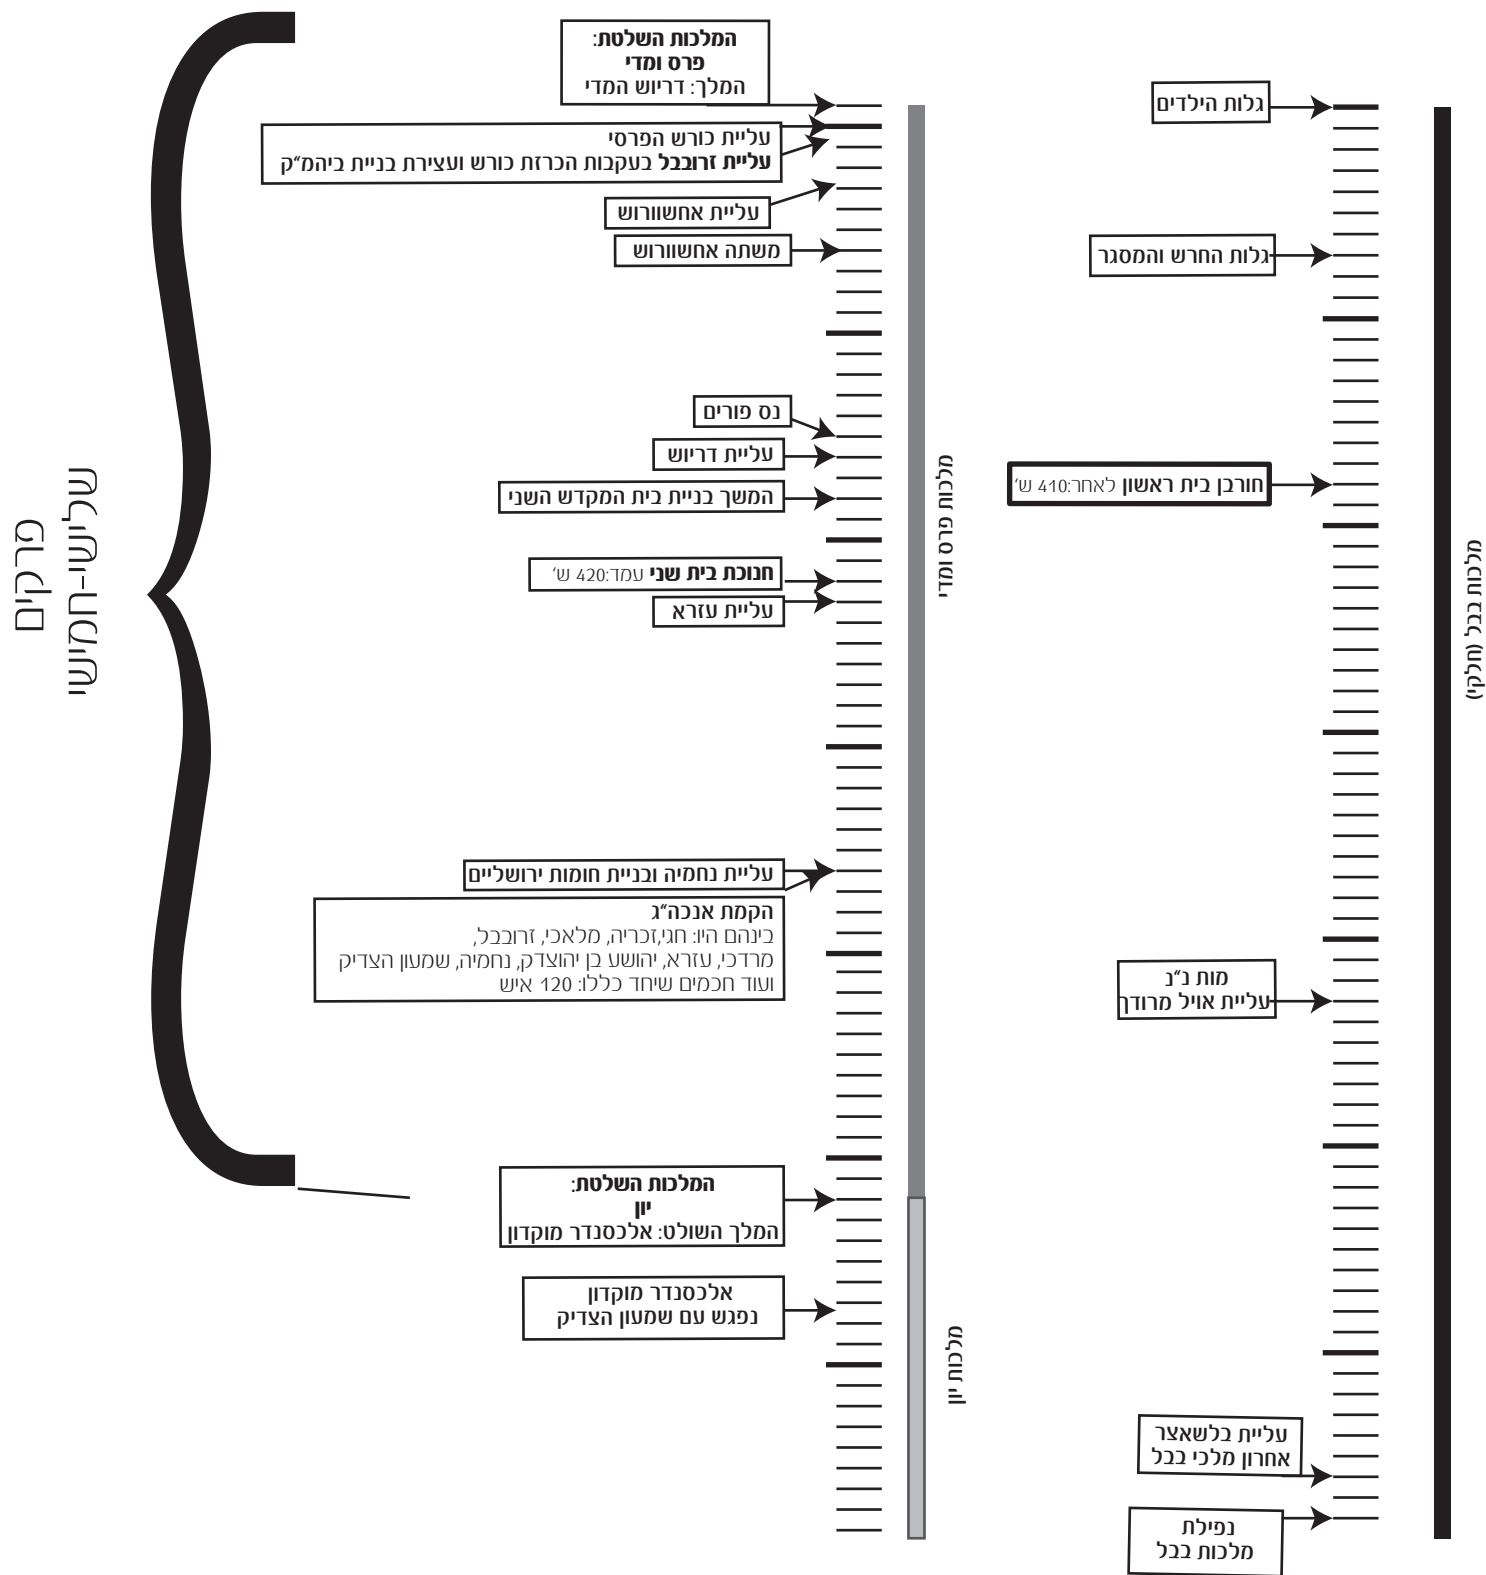 גלות הילדים
גלות החרש והמסגר
חורבן בית ראשון לאחר:410 ש'
מות נ"נ
עליית אויל מרודך
עליית בלשאצר
אחרון מלכי בבל
נפילת
מלכות בבל
מלכות בבל (חלקי)
המלכות השלטת:
פרס ומדי
המלך: דריוש המדי
עליית כורש הפרסי
עליית זרובבל בעקבות הכרזת כורש ועצירת בניית ביהמ"ק
עליית אחשוורוש
משתה אחשוורוש
נס פורים
עליית דריוש
המשך בניית בית המקדש השני
חנוכת בית שני עמד:420 ש'
עליית עזרא
עליית נחמיה ובניית חומות ירושליים
הקמת אנכה"ג
בינהם היו: חגי,זכריה, מלאכי, זרובבל,
מרדכי, עזרא, יהושע בן יהוצדק, נחמיה, שמעון הצדיק
ועוד חכמים שיחד כללו: 120 איש
המלכות השלטת:
יון
המלך השולט: אלכסנדר מוקדון
אלכסנדר מוקדון
נפגש עם שמעון הצדיק
מלכות פרס ומדי
מלכות יון
פרקים
שלישי-חמישי